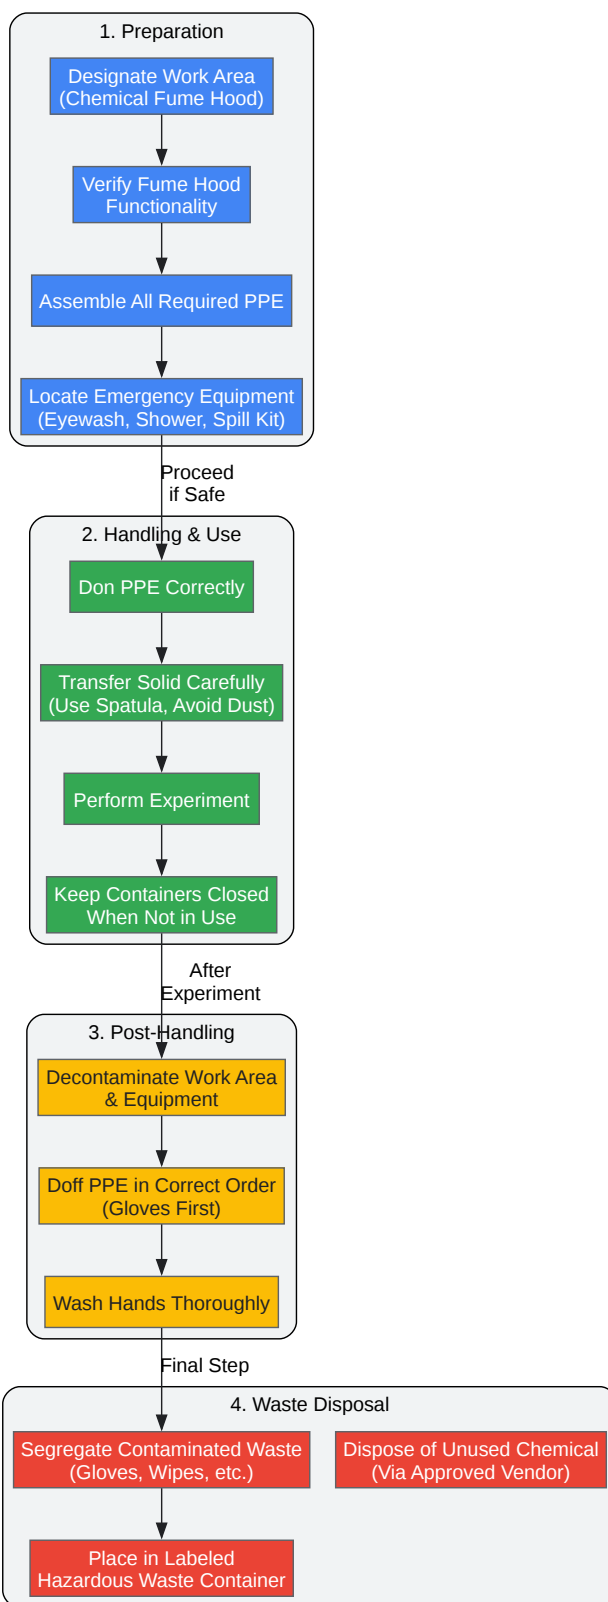 1. Preparation
Designate Work Area
(Chemical Fume Hood)
Verify Fume Hood
Functionality
Assemble All Required PPE
Locate Emergency Equipment
(Eyewash, Shower, Spill Kit)
Proceed
if Safe
2. Handling & Use
Don PPE Correctly
Transfer Solid Carefully
(Use Spatula, Avoid Dust)
Perform Experiment
Keep Containers Closed
When Not in Use
After
Experiment
3. Post-Handling
Decontaminate Work Area
& Equipment
Doff PPE in Correct Order
(Gloves First)
Wash Hands Thoroughly
Final Step
4. Waste Disposal
Segregate Contaminated Waste
(Gloves, Wipes, etc.)
Dispose of Unused Chemical
(Via Approved Vendor)
Place in Labeled
Hazardous Waste Container